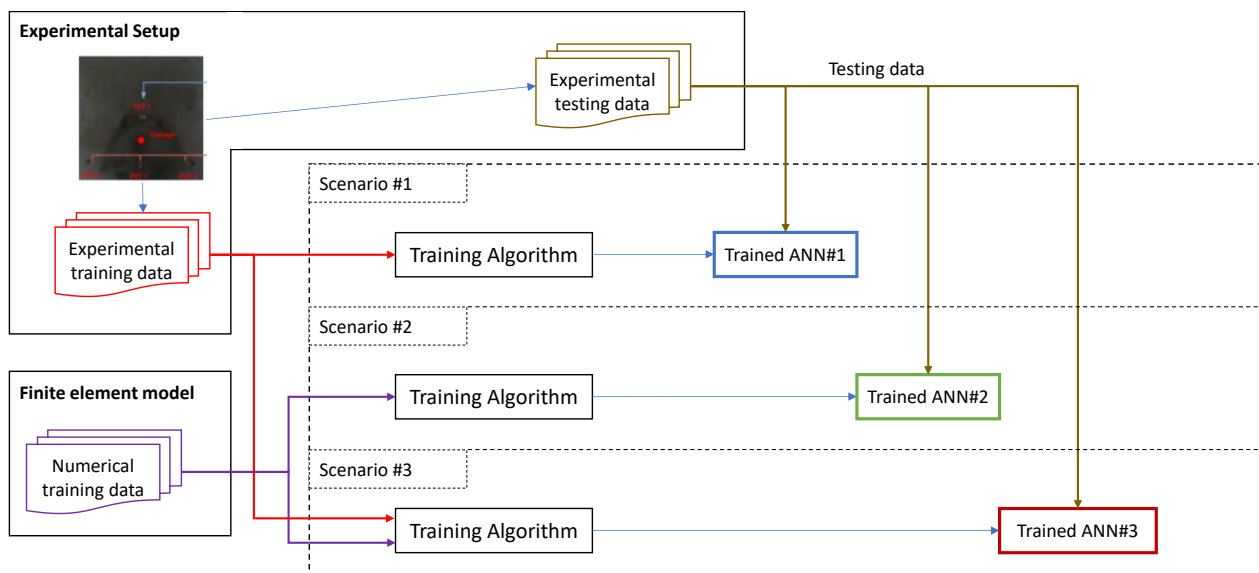 Experimental Setup
Experimental
testing data
Testing data
Damage
Scenario #1
Experimental
training data
Training Algorithm
Trained ANN#1
Scenario #2
Finite element model
Training Algorithm
Trained ANN#2
Numerical
training data
Scenario #3
Training Algorithm
Trained ANN#3